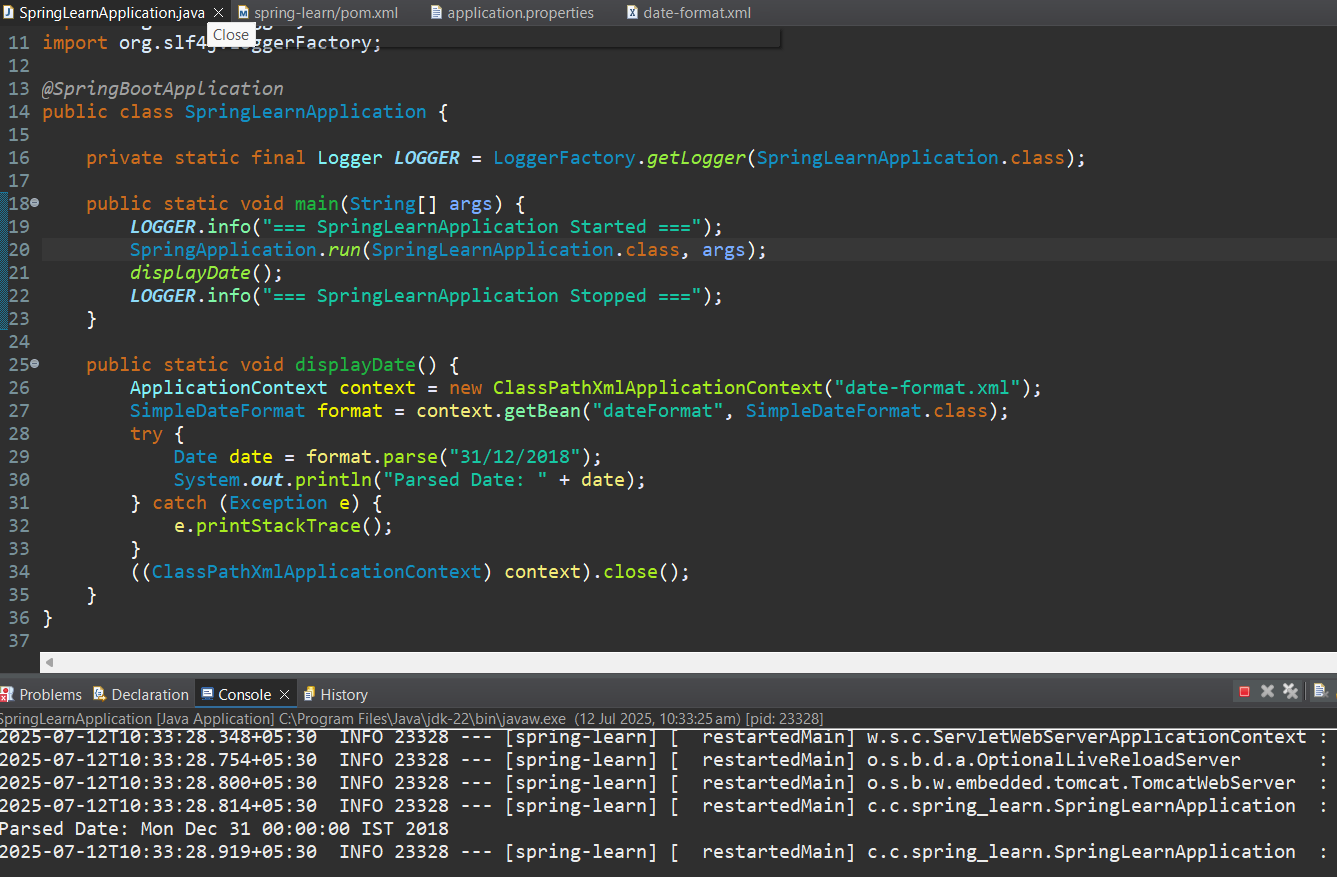 SpringLearnApplication.java spring-learn/pom.xml application.properties date-format.xml
Close
11 import org.slf4j.LoggerFactory;
12
13 @SpringBootApplication
14 public class SpringLearnApplication {
15
16 private static final Logger LOGGER = LoggerFactory.getLogger(SpringLearnApplication.class);
17
18 public static void main(String[] args) {
19 LOGGER.info("=== SpringLearnApplication Started ===");
20 SpringApplication.run(SpringLearnApplication.class, args);
21 displayDate();
22 LOGGER.info("=== SpringLearnApplication Stopped ===");
23 }
24
25 public static void displayDate() {
26 ApplicationContext context = new ClassPathXmlApplicationContext("date-format.xml");
27 SimpleDateFormat format = context.getBean("dateFormat", SimpleDateFormat.class);
28 try {
29 Date date = format.parse("31/12/2018");
30 System.out.println("Parsed Date: " + date);
31 } catch (Exception e) {
32 e.printStackTrace();
33 }
34 ((ClassPathXmlApplicationContext) context).close();
35 }
36 }
37
Problems Declaration Console History
SpringLearnApplication [Java Application] C:\Program Files\Java\jdk-22\bin\javaw.exe (12 Jul 2025, 10:33:25 am) [pid: 23328]
2025-07-12T10:33:28.348+05:30 INFO 23328 --- [spring-learn] [ restartedMain] w.s.c.ServletWebServerApplicationContext :
2025-07-12T10:33:28.754+05:30 INFO 23328 --- [spring-learn] [ restartedMain] o.s.b.d.a.OptionalLiveReloadServer :
2025-07-12T10:33:28.800+05:30 INFO 23328 --- [spring-learn] [ restartedMain] o.s.b.w.embedded.tomcat.TomcatWebServer :
2025-07-12T10:33:28.814+05:30 INFO 23328 --- [spring-learn] [ restartedMain] c.c.spring_learn.SpringLearnApplication :
Parsed Date: Mon Dec 31 00:00:00 IST 2018
2025-07-12T10:33:28.919+05:30 INFO 23328 --- [spring-learn] [ restartedMain] c.c.spring_learn.SpringLearnApplication :